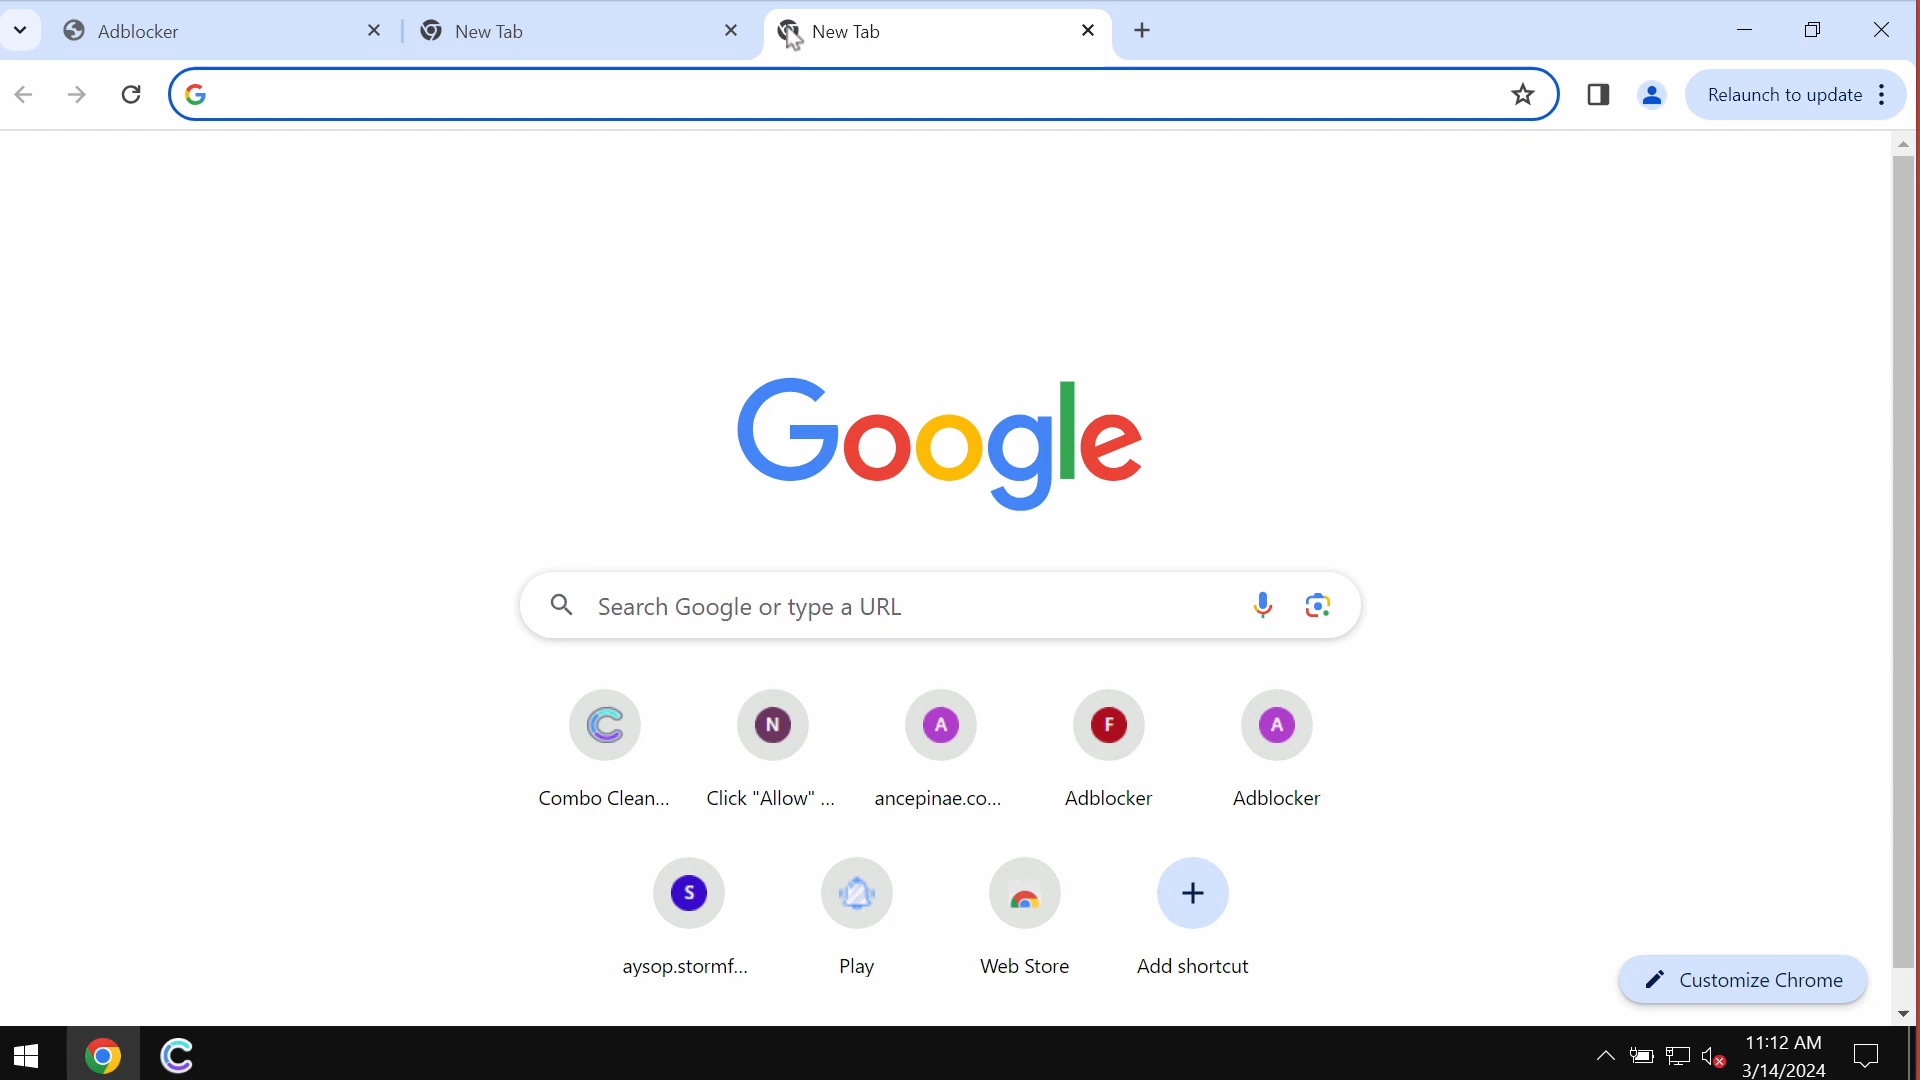 Adblocker
New Tab
New Tab
Relaunch to update
Google
Search Google or type a URL
Combo Clean...
Click "Allow" ...
ancepinae.co...
Adblocker
Adblocker
N
A
F
A
S
aysop.stormf...
Play
Web Store
Add shortcut
Customize Chrome
11:12 AM
3/14/2024